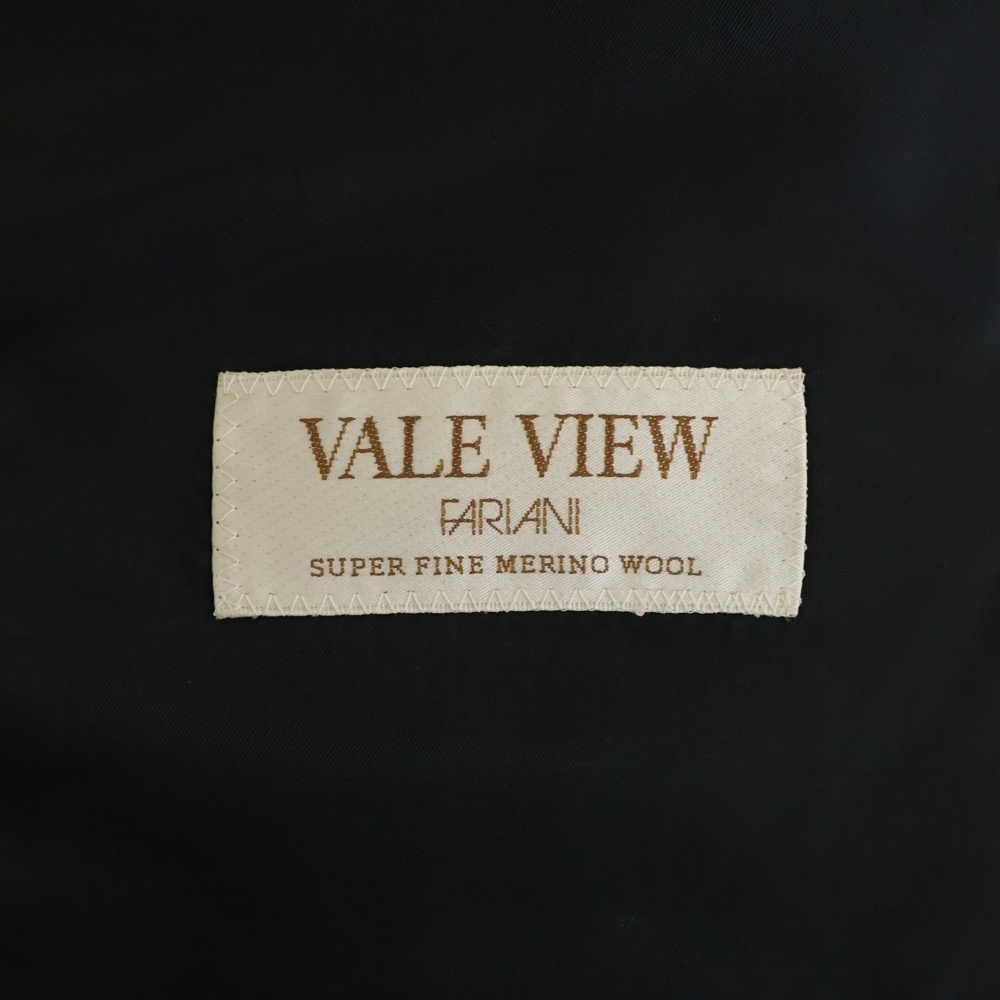 VALE VIEW
FARIANI
SUPER FINE MERINO WOOL